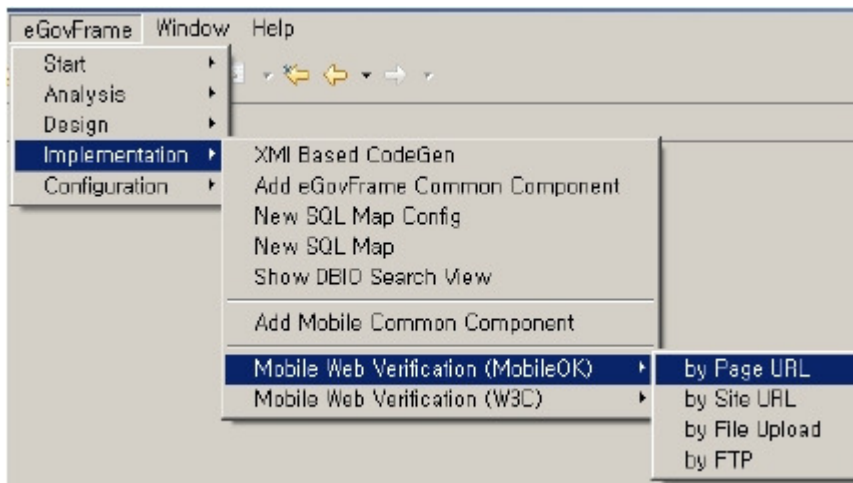 eGovFrame Window Help
Start
Analysis
Design
Implementation
Configuration
XMI Based CodeGen
Add eGovFrame Common Component
New SQL Map Config
New SQL Map
Show DBIO Search View
Add Mobile Common Component
Mobile Web Verification (MobileOK)
Mobile Web Verification (W3C)
by Page URL
by Site URL
by File Upload
by FTP